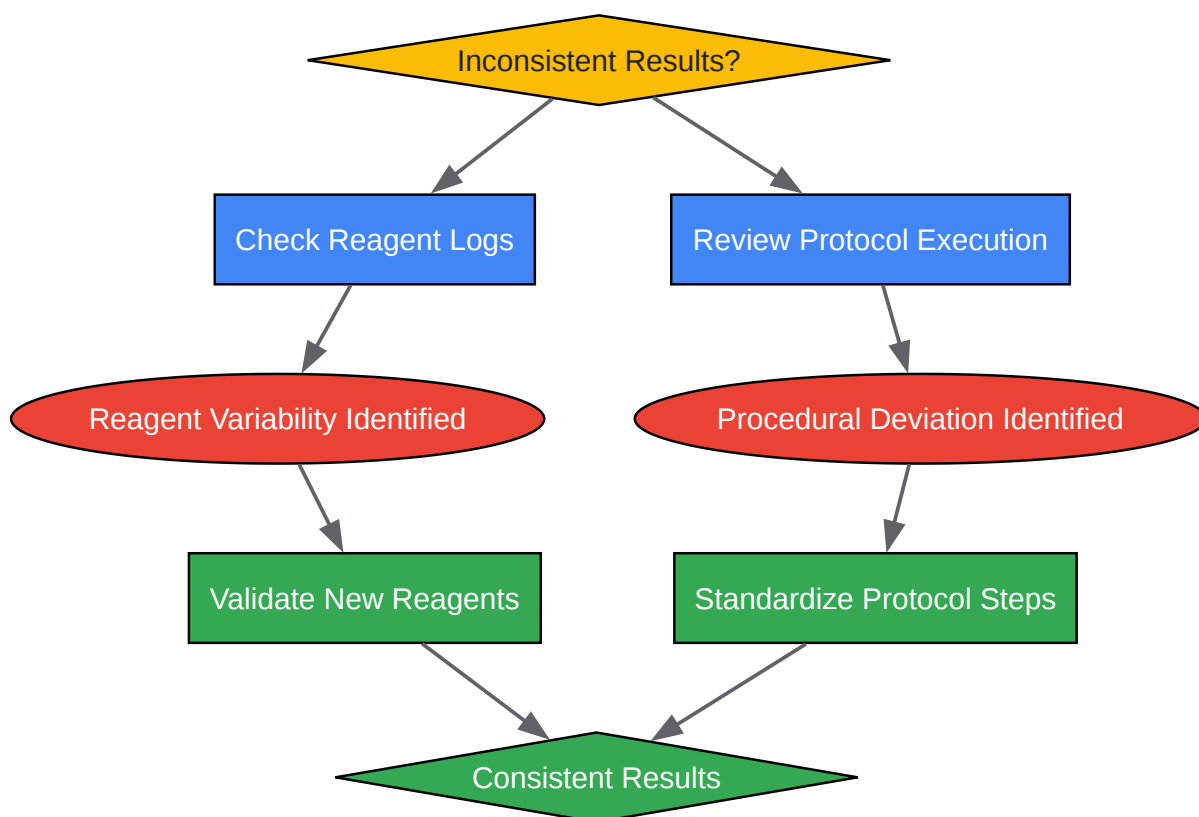 Inconsistent Results?
Check Reagent Logs
Review Protocol Execution
Reagent Variability Identified
Procedural Deviation Identified
Validate New Reagents
Standardize Protocol Steps
Consistent Results